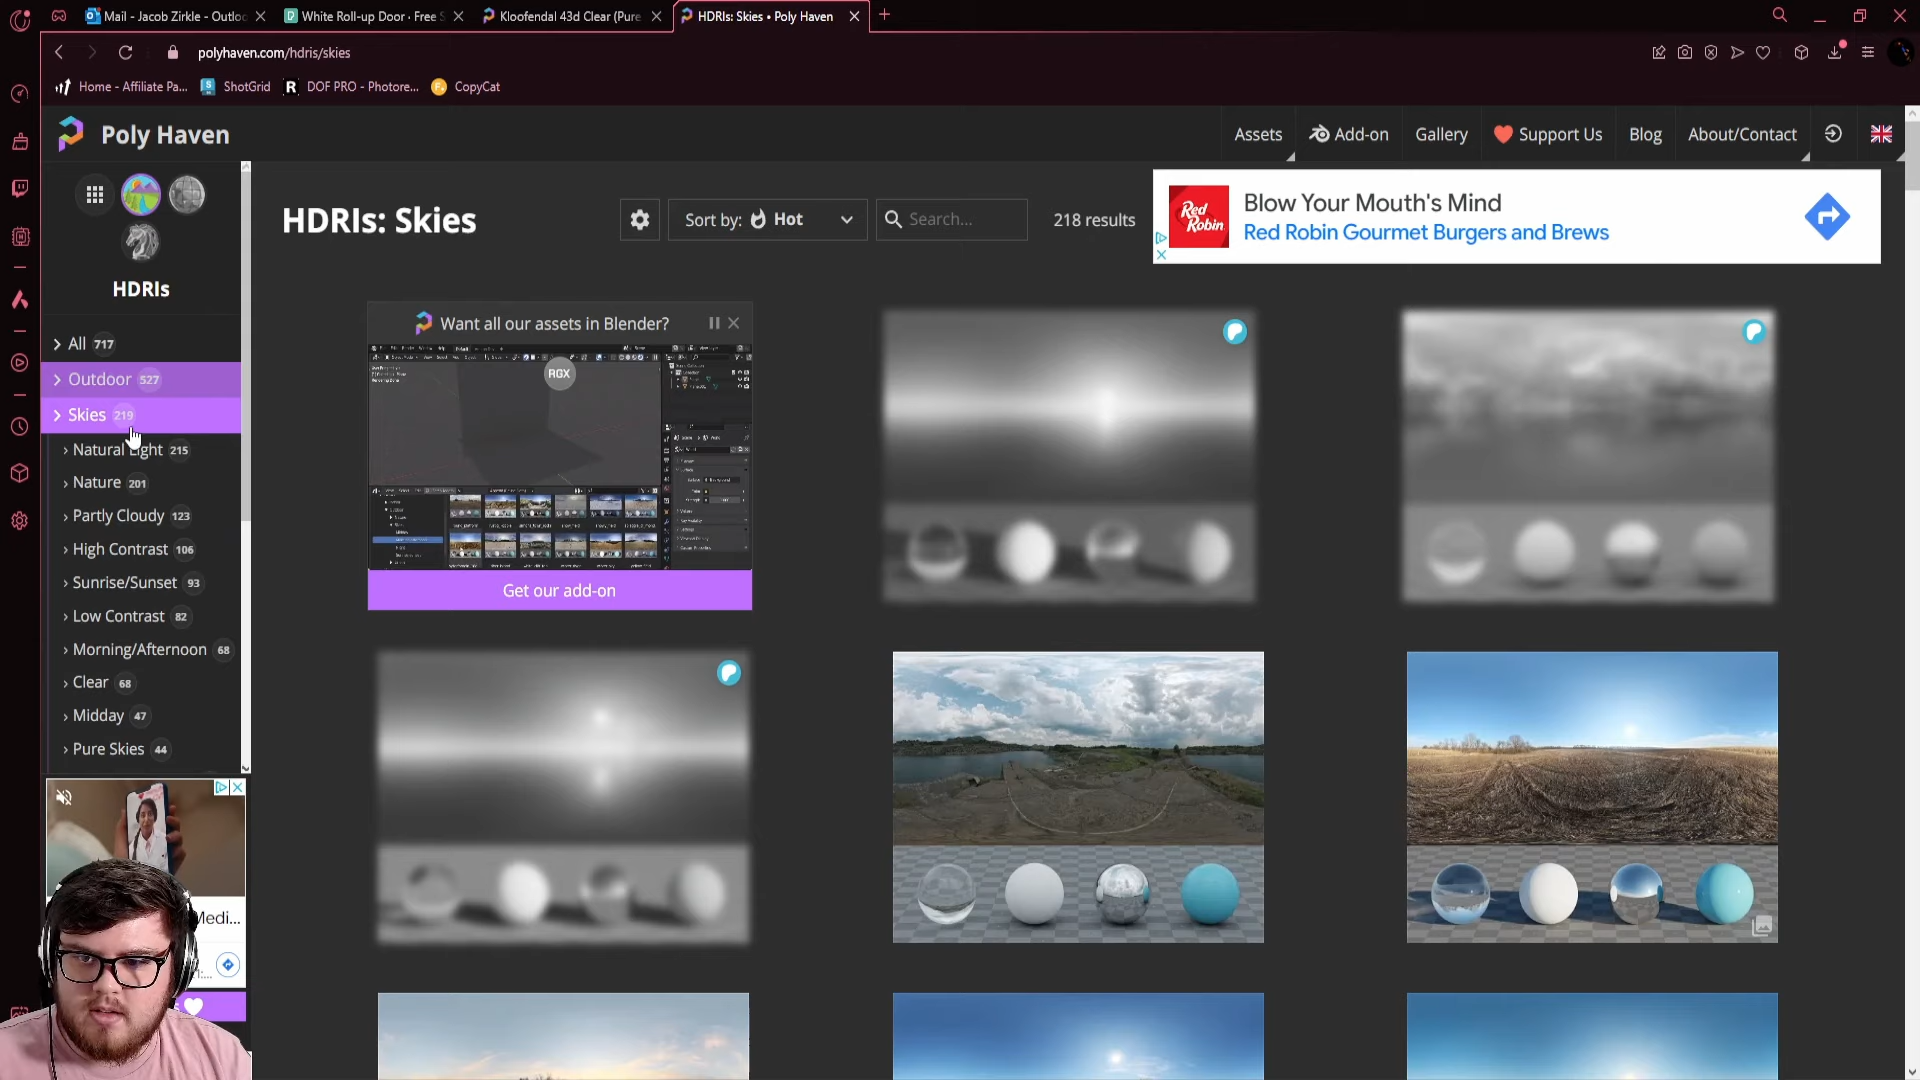 Mail - Jacob Zirkle - Outloo
White Roll-up Door · Free S
Kloofendal 43d Clear (Pure
HDRIs: Skies • Poly Haven
polyhaven.com/hdris/skies
Home - Affiliate Pa...
ShotGrid
R
DOF PRO - Photore...
CopyCat
Poly Haven
Assets
Add-on
Gallery
Support Us
Blog
About/Contact
HDRIs: Skies
Sort by: Hot
Search...
218 results
Red Robin
Blow Your Mouth's Mind
Red Robin Gourmet Burgers and Brews
HDRIs
All 717
Outdoor 527
Skies 219
Natural Light 215
Nature 201
Partly Cloudy 123
High Contrast 106
Sunrise/Sunset 93
Low Contrast 82
Morning/Afternoon 68
Clear 68
Midday 47
Pure Skies 44
Want all our assets in Blender?
RGX
Get our add-on
Medi...